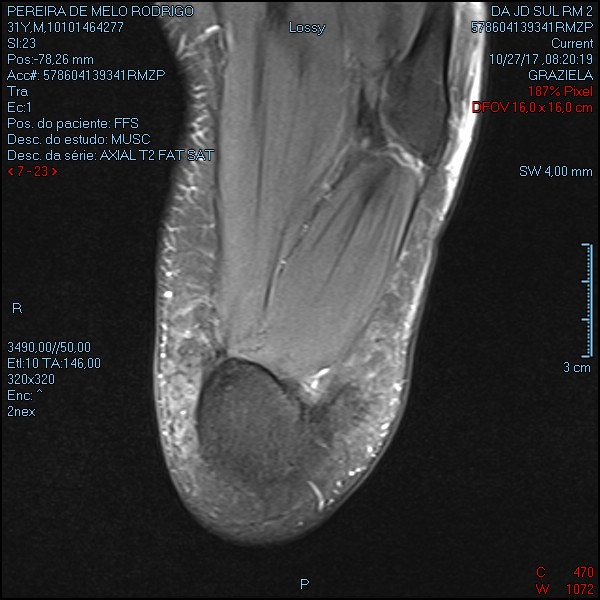 PEREIRA DE MELO RODRIGO
31Y,M,10101464277
Sl:23
Pos:-78,26 mm
Acc#: 578604139341RMZP
Tra
Ec:1
Pos. do paciente: FFS
Desc. do estudo: MUSC
Desc. da série: AXIAL T2 FAT SAT
< 7 - 23 >
Lossy
DA JD SUL RM 2
578604139341RMZP
Current
10/27/17 ,08:20:19
GRAZIELA
187% Pixel
DFOV 16,0 x 16,0 cm
SW 4,00 mm
R
3490,00//50,00
Etl:10 TA:146,00
320x320
Enc: ^
2nex
3 cm
P
C 470
W 1072